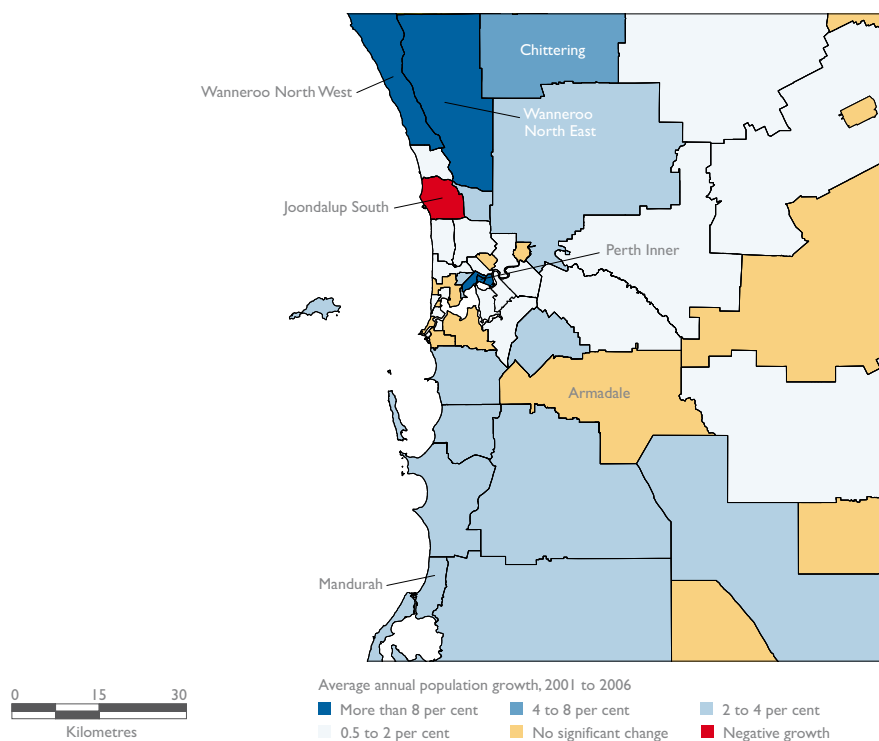 Chittering
Wanneroo North West
Wanneroo
North East
Joondalup South
Perth Inner
Armadale
Mandurah
0 15 30
Kilometres
Average annual population growth, 2001 to 2006
More than 8 per cent
4 to 8 per cent
2 to 4 per cent
0.5 to 2 per cent
No significant change
Negative growth